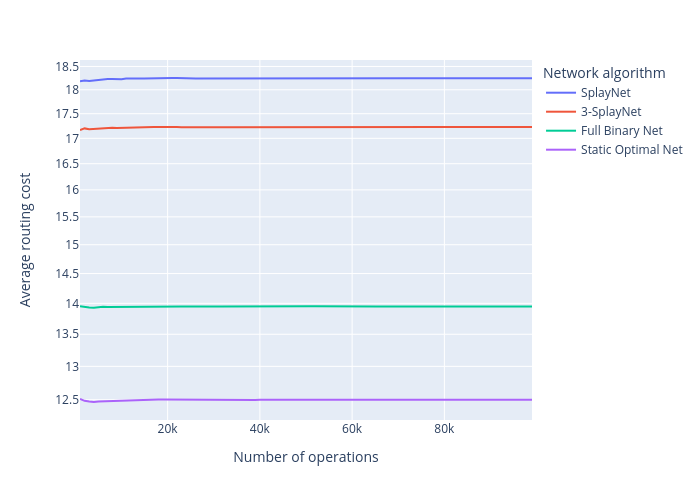 Network algorithm
SplayNet
3-SplayNet
Full Binary Net
Static Optimal Net
Average routing cost
18.5
18
17.5
17
16.5
16
15.5
15
14.5
14
13.5
13
12.5
20k 40k 60k 80k
Number of operations